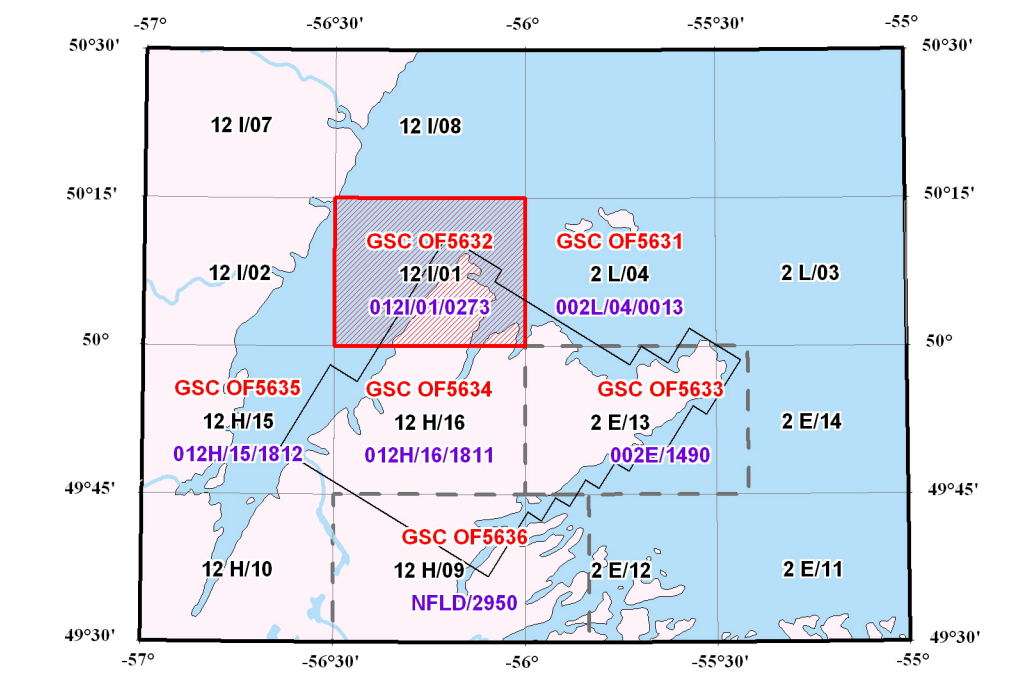 -57°
-56°30'
-56°
-55°30'
-55°
50°30'
50°30'
12 I/07
12 I/08
50°15'
50°15'
GSC OF5632
GSC OF5631
12 I/02
12 I/01
2 L/04
2 L/03
012I/01/0273
002L/04/0013
50°
50°
GSC OF5635
GSC OF5634
GSC OF5633
12 H/15
12 H/16
2 E/13
2 E/14
012H/15/1812
012H/16/1811
002E/1490
49°45'
49°45'
GSC OF5636
12 H/10
12 H/09
2 E/12
2 E/11
NFLD/2950
49°30'
49°30'
-57°
-56°30'
-56°
-55°30'
-55°